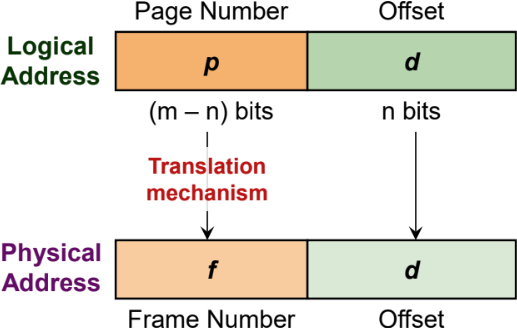 Page Number Offset
Logical
Address
p d
(m – n) bits n bits
Translation
mechanism
Physical
Address
f d
Frame Number Offset